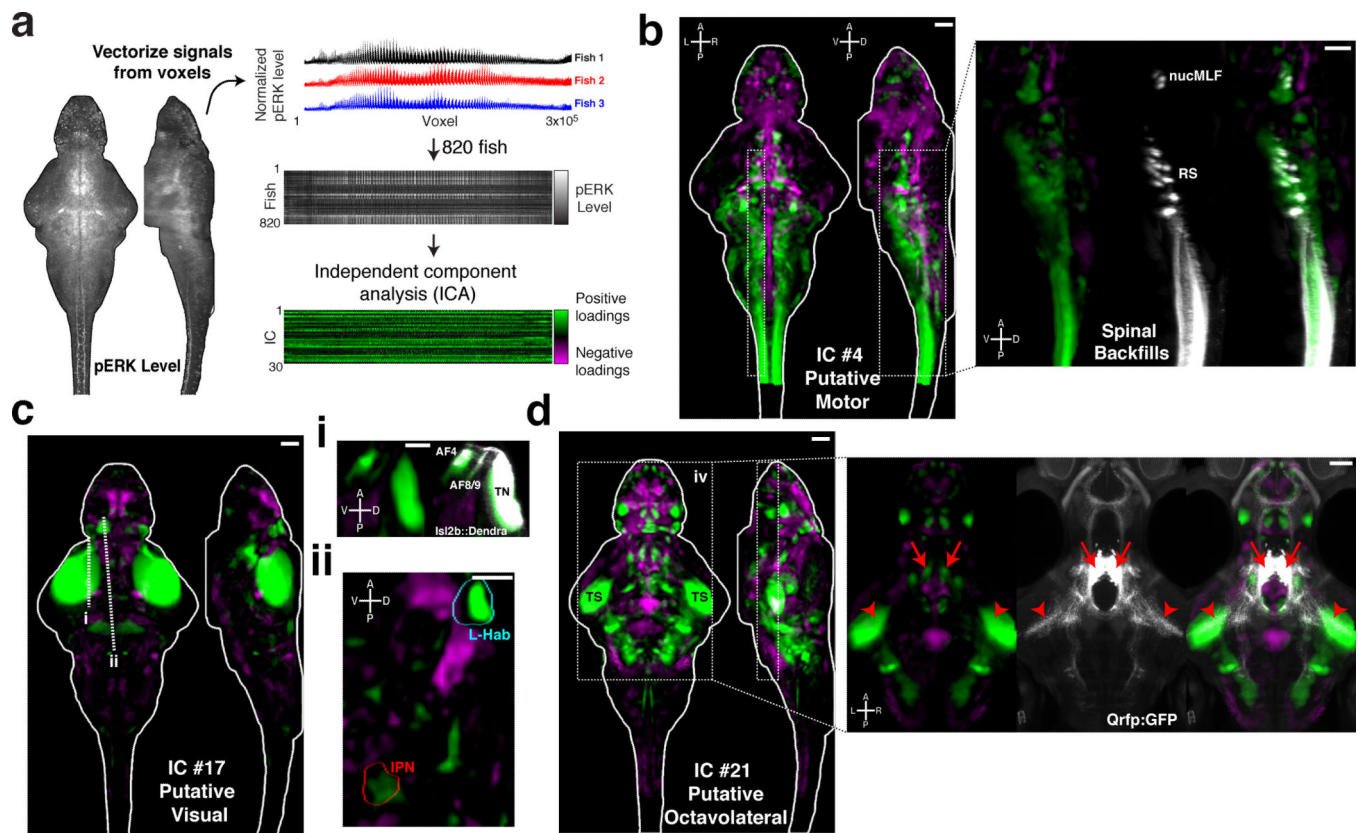 a
Vectorize signals
from voxels
Normalized
pERK level
Fish 1
Fish 2
Fish 3
1
Voxel
3x10⁵
820 fish
1
Fish
820
pERK
Level
Independent component
analysis (ICA)
1
IC
30
Positive
loadings
Negative
loadings
pERK Level
b
A
L R
P
A
V D
P
IC #4
Putative
Motor
nucMLF
RS
A
V D
P
Spinal
Backfills
c
i
ii
IC #17
Putative
Visual
i
AF4
AF8/9
TN
A
V D
P
Isl2b::Dendra
ii
A
V D
P
L-Hab
IPN
d
iv
TS
TS
IC #21
Putative
Octavolateral
A
L R
P
Qrfp:GFP